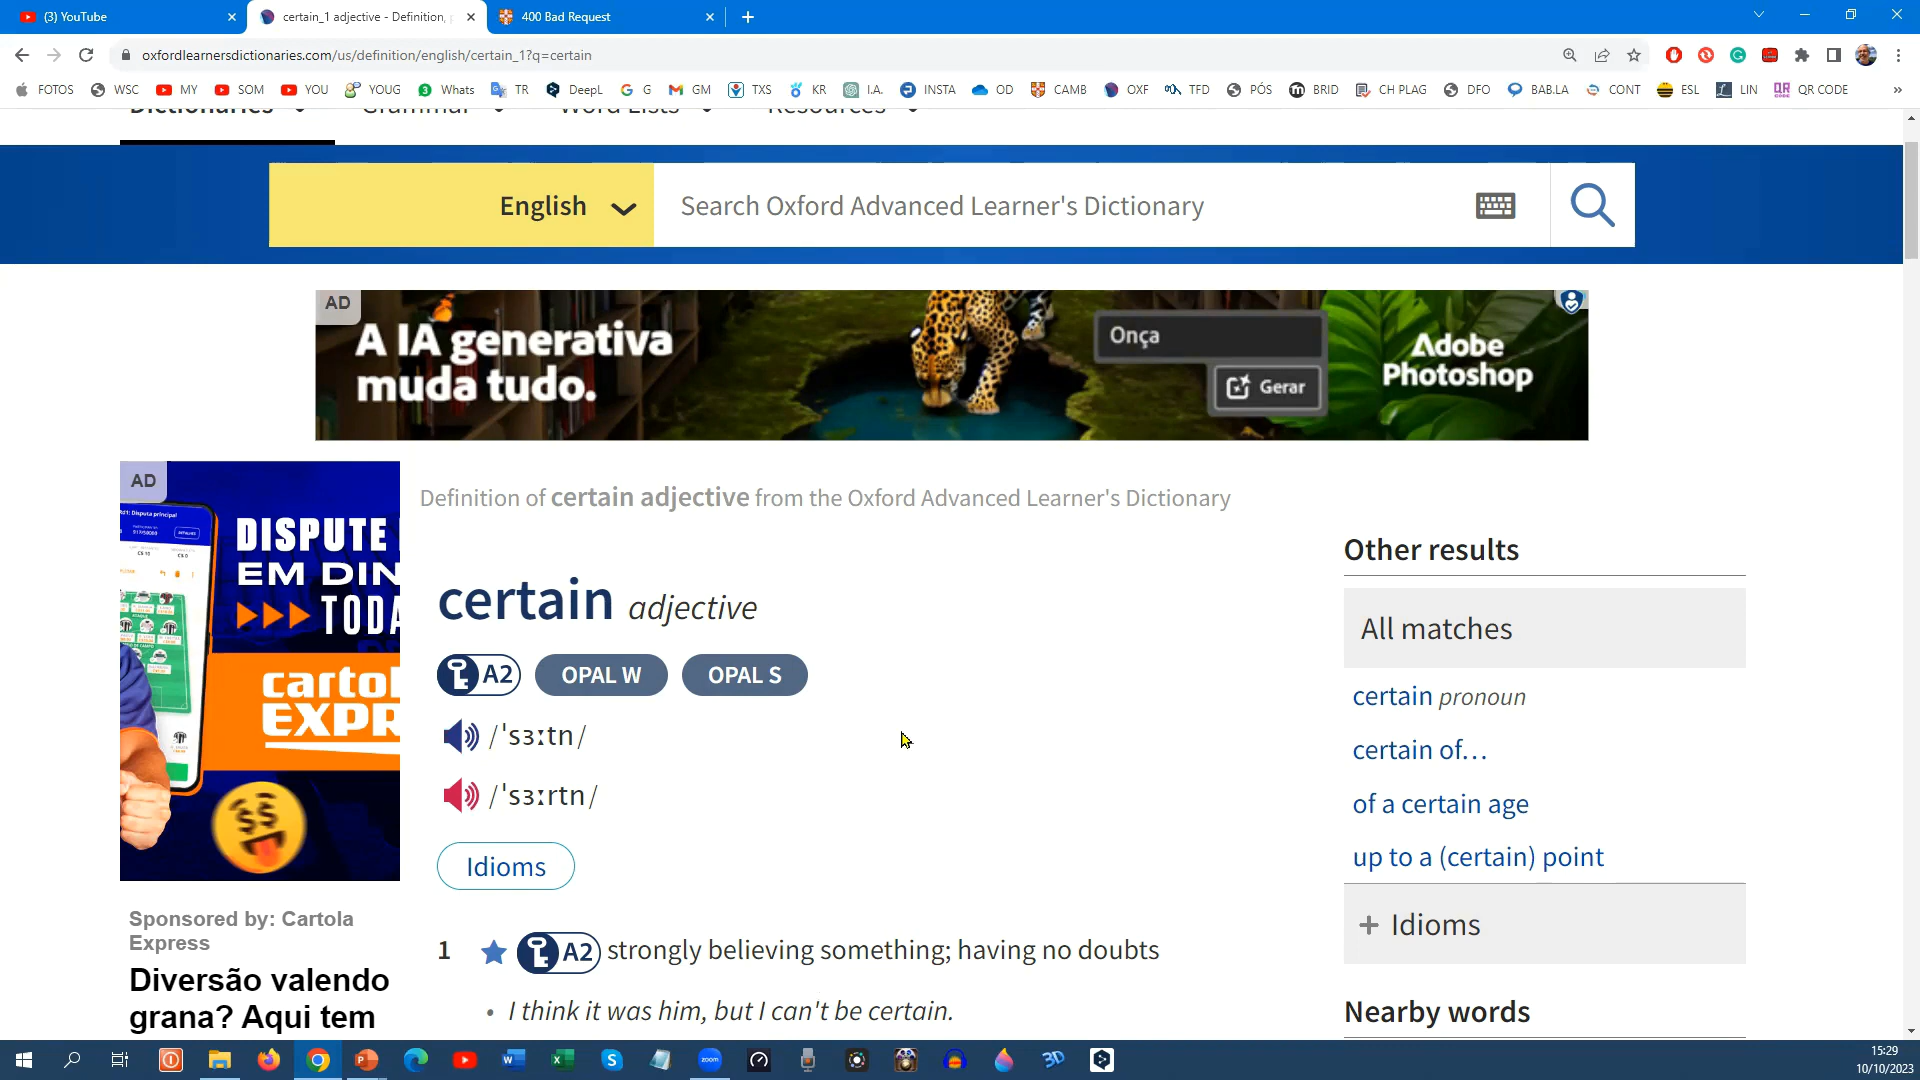 (3) YouTube
certain_1 adjective - Definition,
400 Bad Request
oxfordlearnersdictionaries.com/us/definition/english/certain_1?q=certain
FOTOS WSC MY SOM YOU YOUG Whats TR DeepL G GM TXS KR I.A. INSTA OD CAMB OXF TFD PÓS BRID CH PLAG DFO BAB.LA CONT ESL LIN QR CODE »
Dictionaries Grammar Word Lists Resources
English Search Oxford Advanced Learner's Dictionary
AD
A IA generativa
muda tudo.
Onça
Gerar
Adobe
Photoshop
AD
DISPUTE
EM DIN
TODA
cartol
EXPR
Sponsored by: Cartola
Express
Diversão valendo
grana? Aqui tem
Definition of certain adjective from the Oxford Advanced Learner's Dictionary
certain adjective
A2 OPAL W OPAL S
/ˈsɜːtn/
/ˈsɜːrtn/
Idioms
1 A2 strongly believing something; having no doubts
• I think it was him, but I can't be certain.
Other results
All matches
certain pronoun
certain of…
of a certain age
up to a (certain) point
+ Idioms
Nearby words
15:29
10/10/2023